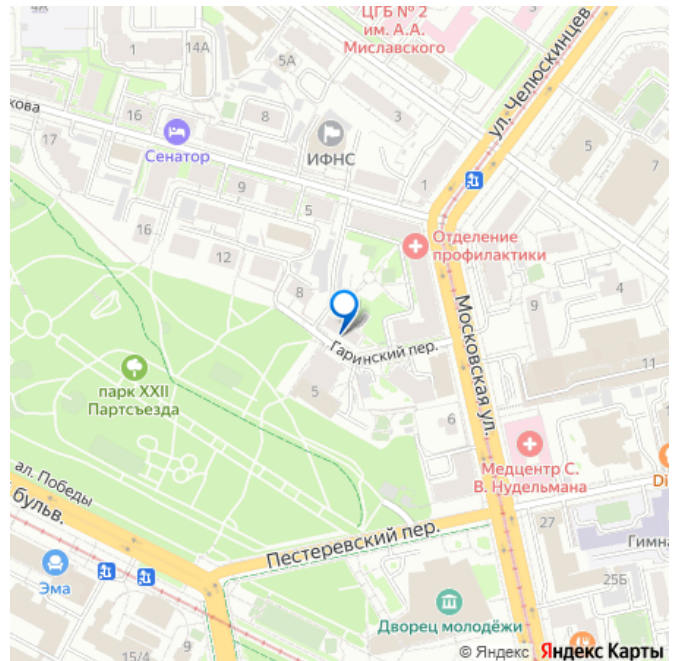 9А
14А
ЦГБ № 2
им. А.А.
Миславского
5А
ул. Челюскинцев
кова
16
8
3
17
Сенатор
ИФНС
5
7
1
9
5
16
12
Отделение
профилактики
8
4
9
Московская ул.
Гаринский пер.
11
парк XXII
Партсъезда
5
6
Медцентр С.
В. Нудельмана
Di
ал. Победы
бульв.
27
Гимна
Пестеревский пер.
25Б
Эма
Дворец молодёжи
15/4
9
© Яндекс Яндекс Карты